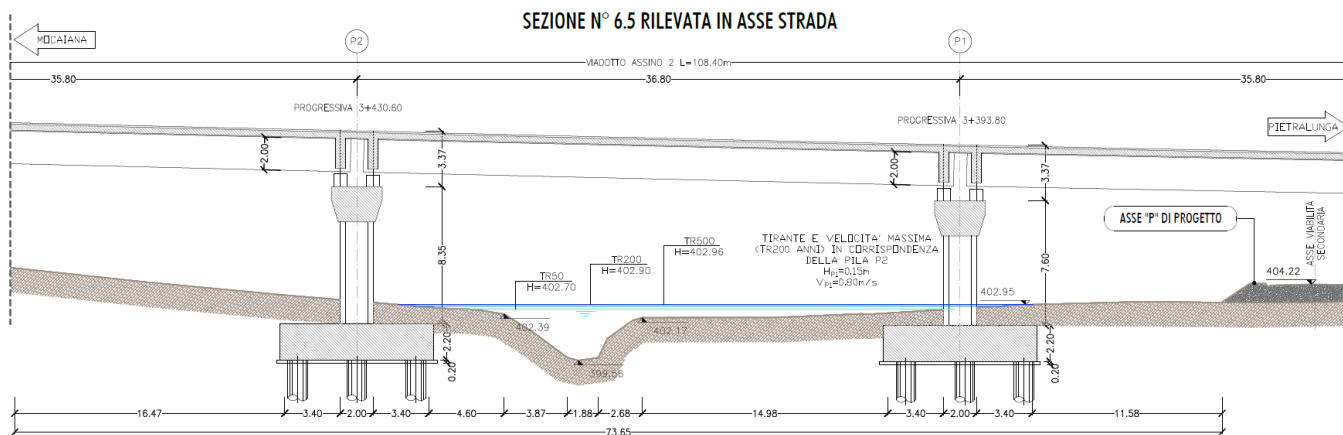 SEZIONE N° 6.5 RILEVATA IN ASSE STRADA
MOCAIANA
P2
P1
VIADOTTO ASSINO 2 L=108.40m
35.80
36.80
35.80
PROGRESSIVA 3+430.60
PROGRESSIVA 3+393.80
PIETRALUNGA
2.00
3.37
2.00
3.37
8.35
7.60
TR50
H=402.70
TR200
H=402.90
TR500
H=402.96
TIRANTE E VELOCITA' MASSIMA
(TR200 ANNI) IN CORRISPONDENZA
DELLA PILA P2
HP1=0.15m
VP1=0.80m/s
ASSE "P" DI PROGETTO
ASSE VIABILITÀ
SECONDARIA
404.22
402.95
402.39
402.17
399.56
2.20
0.20
2.20
0.20
16.47
3.40
2.00
3.40
4.60
3.87
1.88
2.68
14.98
3.40
2.00
3.40
11.58
73.65